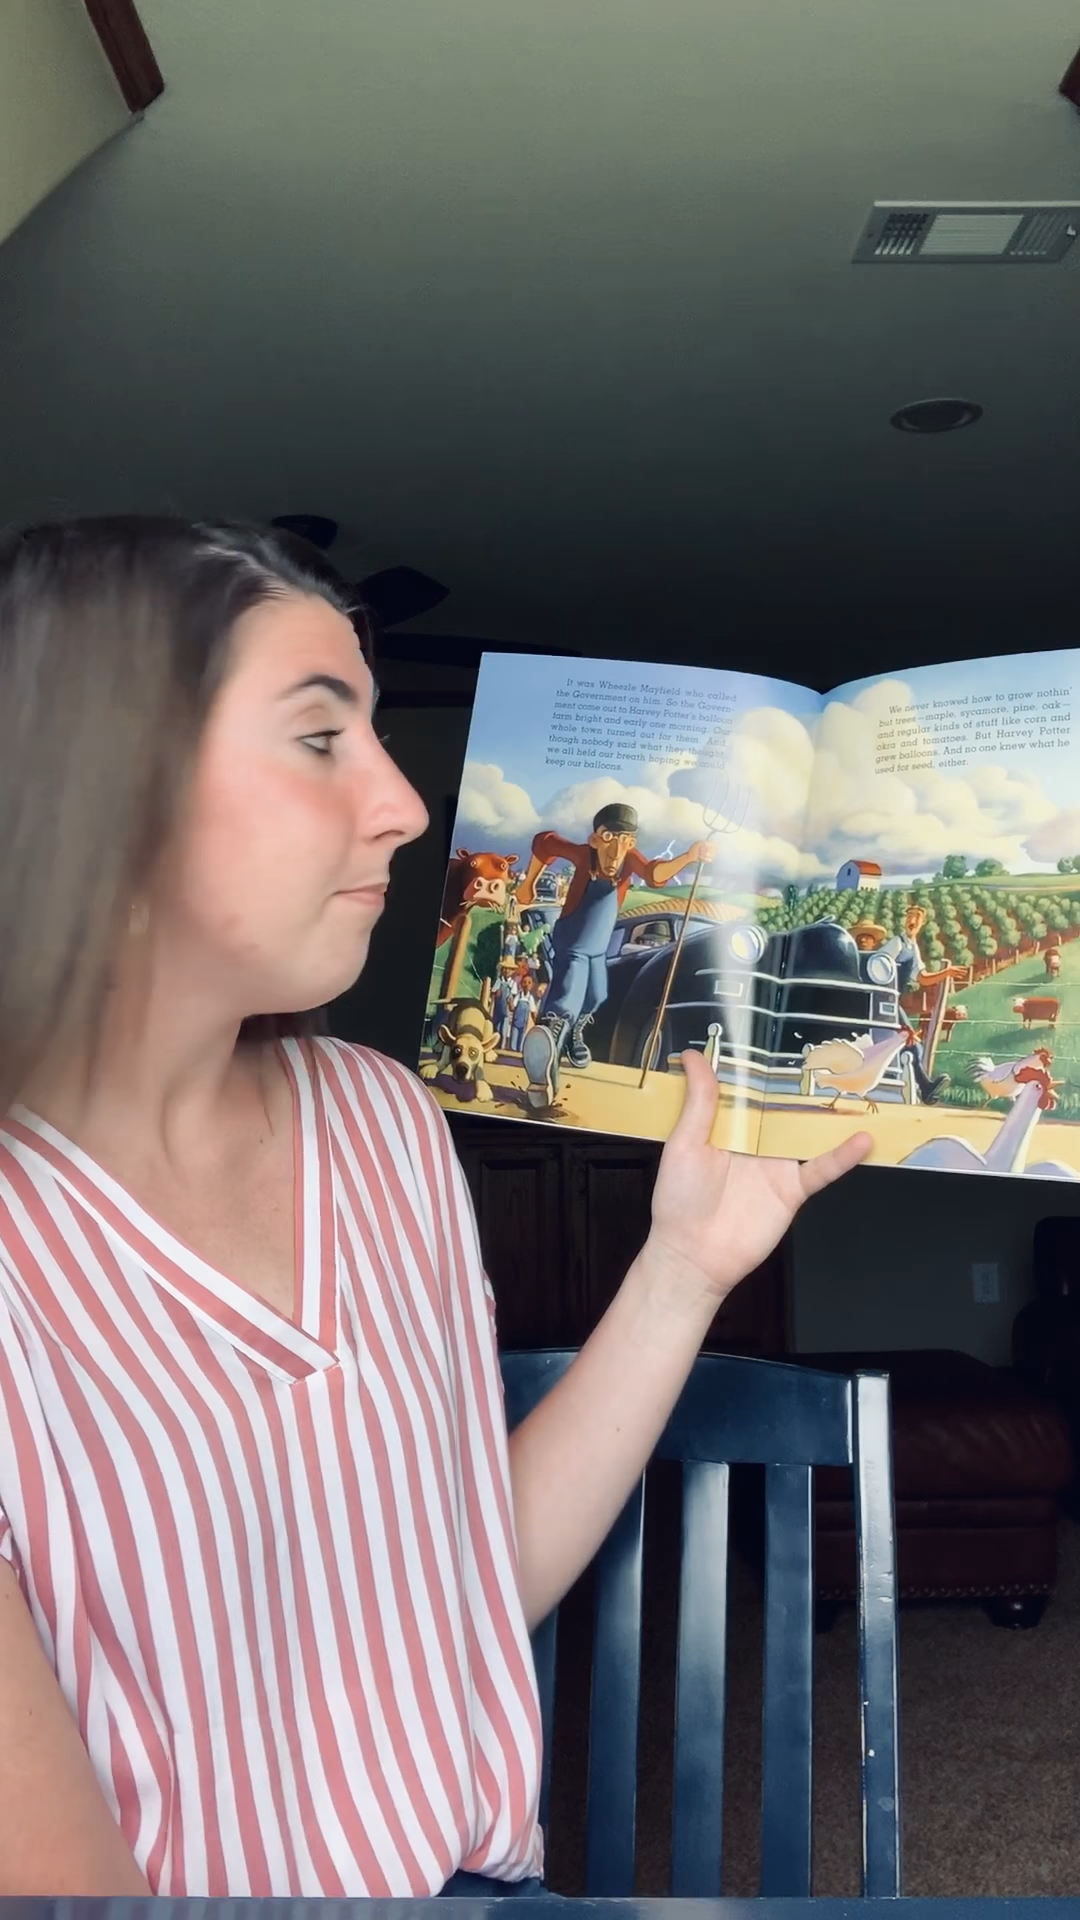 It was Wheezle Mayfield who called
the Government on him. So the Govern-
ment come out to Harvey Potter's balloon
farm bright and early one morning. Our
whole town turned out for them. And
though nobody said what they thought,
we all held our breath hoping we could
keep our balloons.
We never knowed how to grow nothin'
but trees—maple, sycamore, pine, oak—
and regular kinds of stuff like corn and
okra and tomatoes. But Harvey Potter
grew balloons. And no one knew what he
used for seed, either.